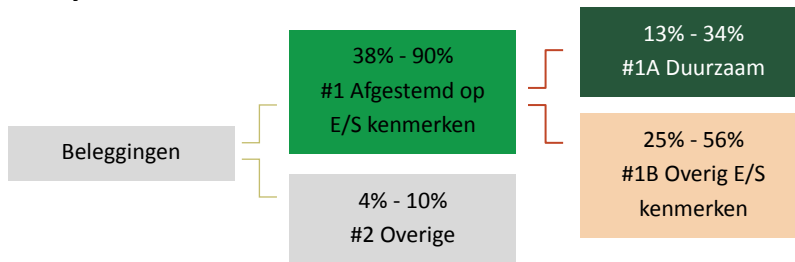 Beleggingen
38% - 90%
#1 Afgestemd op
E/S kenmerken
4% - 10%
#2 Overige
13% - 34%
#1A Duurzaam
25% - 56%
#1B Overig E/S
kenmerken